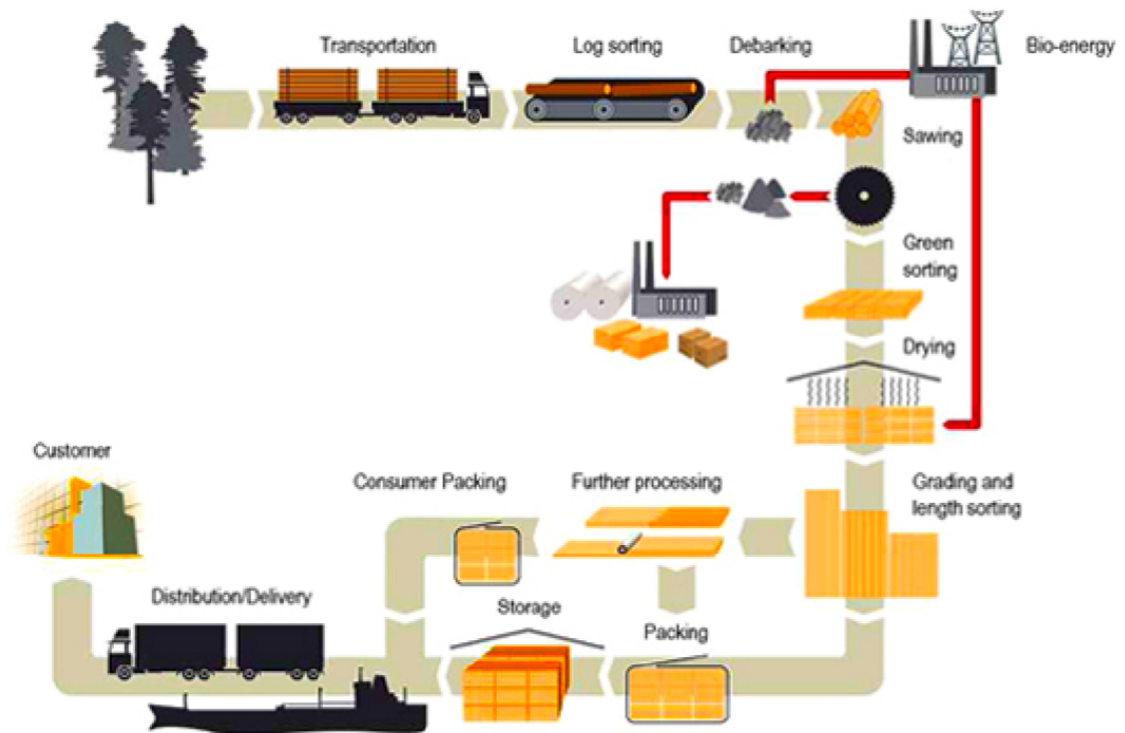 Transportation
Log sorting
Debarking
Bio-energy
Sawing
Green
sorting
Drying
Customer
Consumer Packing
Further processing
Grading and
length sorting
Distribution/Delivery
Storage
Packing